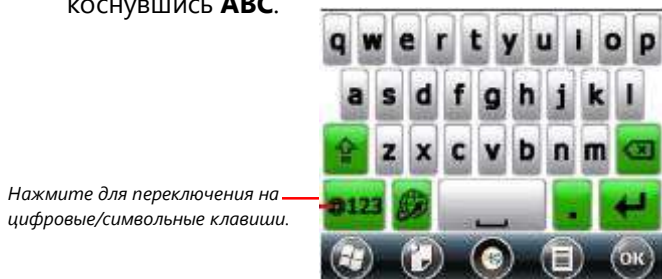 коснувшись ABC.
q w e r t y u i o p
a s d f g h j k l
z x c v b n m
Нажмите для переключения на
цифровые/символьные клавиши.
@123 .
OK